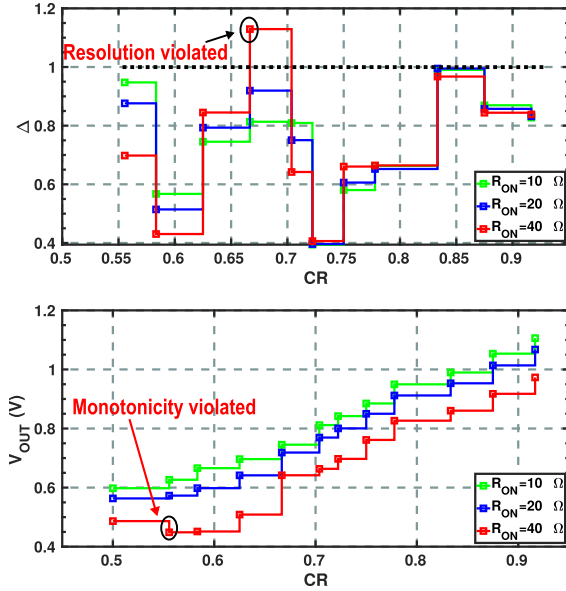 1.2
1
0.8
0.6
0.4
Δ
Resolution violated
R_ON=10 Ω
R_ON=20 Ω
R_ON=40 Ω
0.5 0.55 0.6 0.65 0.7 0.75 0.8 0.85 0.9
CR
1.2
1
0.8
0.6
0.4
V_OUT (V)
Monotonicity violated
R_ON=10 Ω
R_ON=20 Ω
R_ON=40 Ω
0.5 0.6 0.7 0.8 0.9
CR